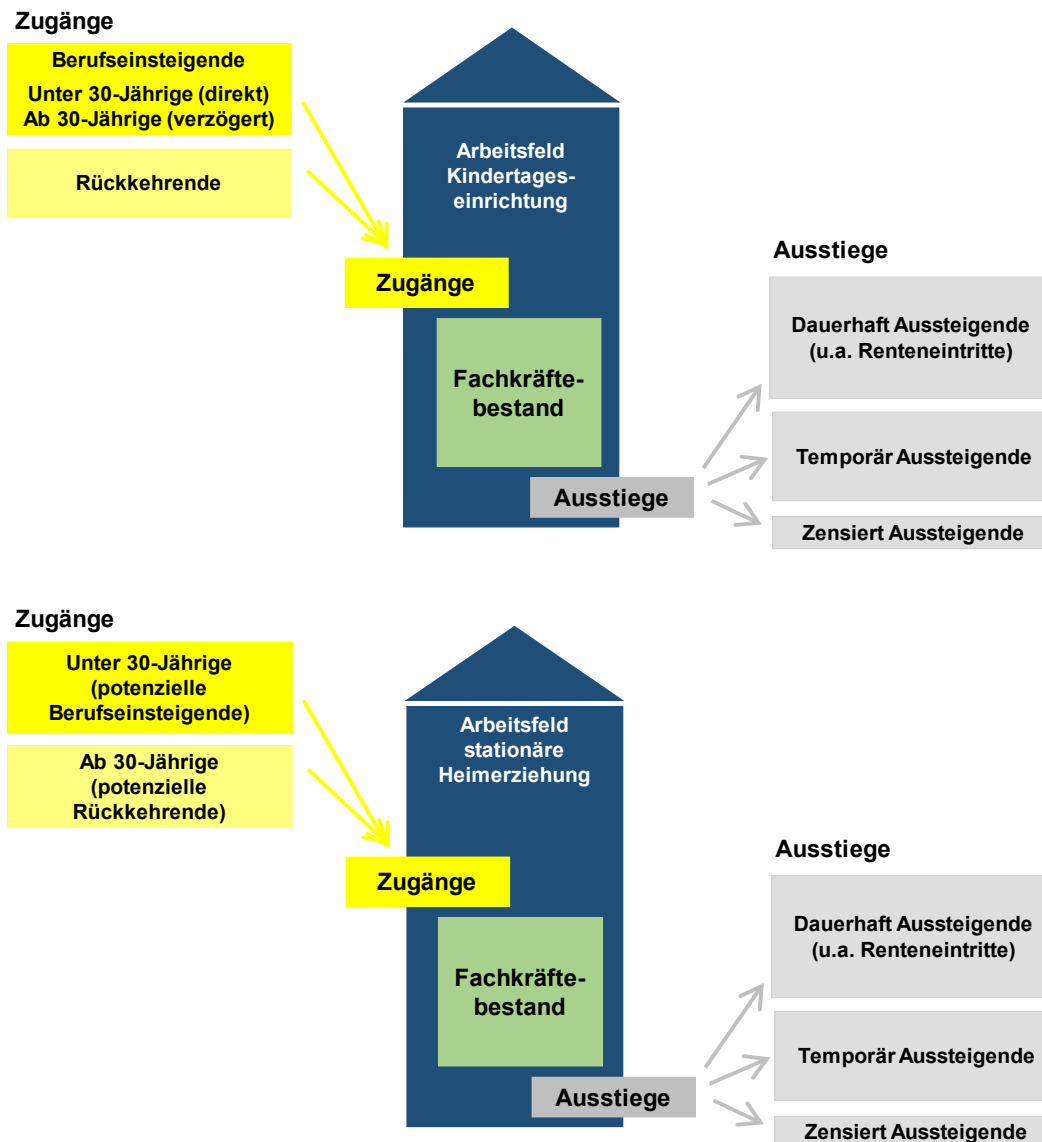 Zugänge
Berufseinsteigende
Unter 30-Jährige (direkt)
Ab 30-Jährige (verzögert)
Rückkehrende
Arbeitsfeld
Kindertages-
einrichtung
Zugänge
Fachkräfte-
bestand
Ausstiege
Ausstiege
Dauerhaft Aussteigende
(u.a. Renteneintritte)
Temporär Aussteigende
Zensiert Aussteigende
Zugänge
Unter 30-Jährige
(potenzielle
Berufseinsteigende)
Ab 30-Jährige
(potenzielle
Rückkehrende)
Arbeitsfeld
stationäre
Heimerziehung
Zugänge
Fachkräfte-
bestand
Ausstiege
Ausstiege
Dauerhaft Aussteigende
(u.a. Renteneintritte)
Temporär Aussteigende
Zensiert Aussteigende